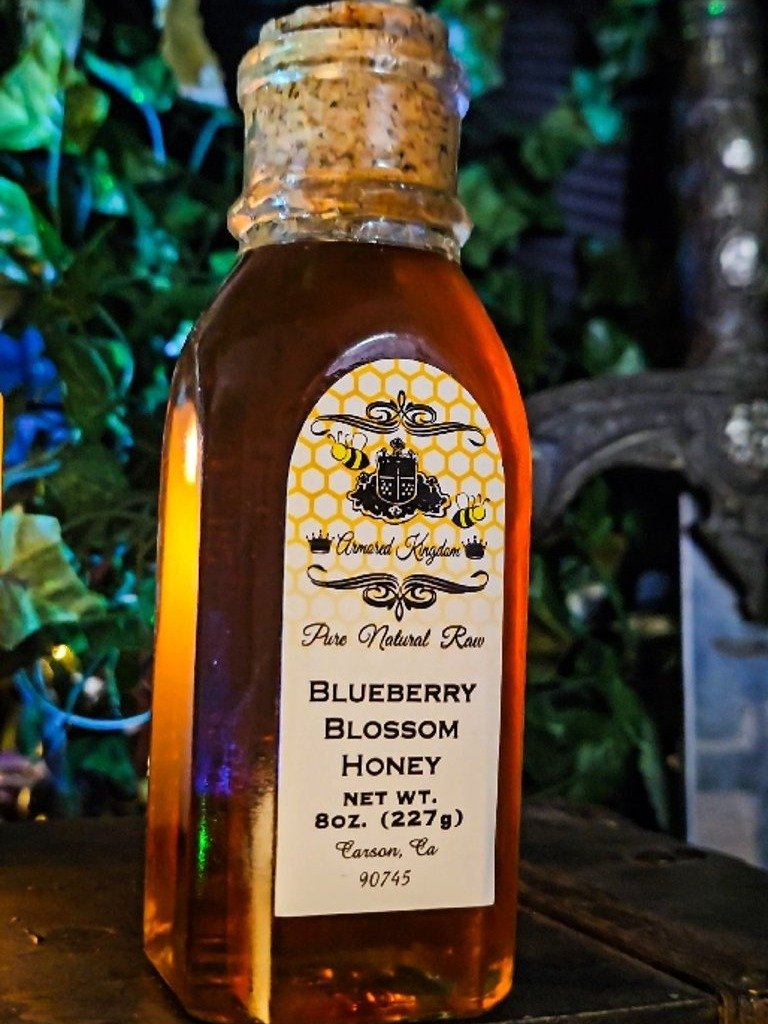 Armored Kingdom
Pure Natural Raw
BLUEBERRY
BLOSSOM
HONEY
NET WT.
8oz. (227g)
Carson, Ca
90745